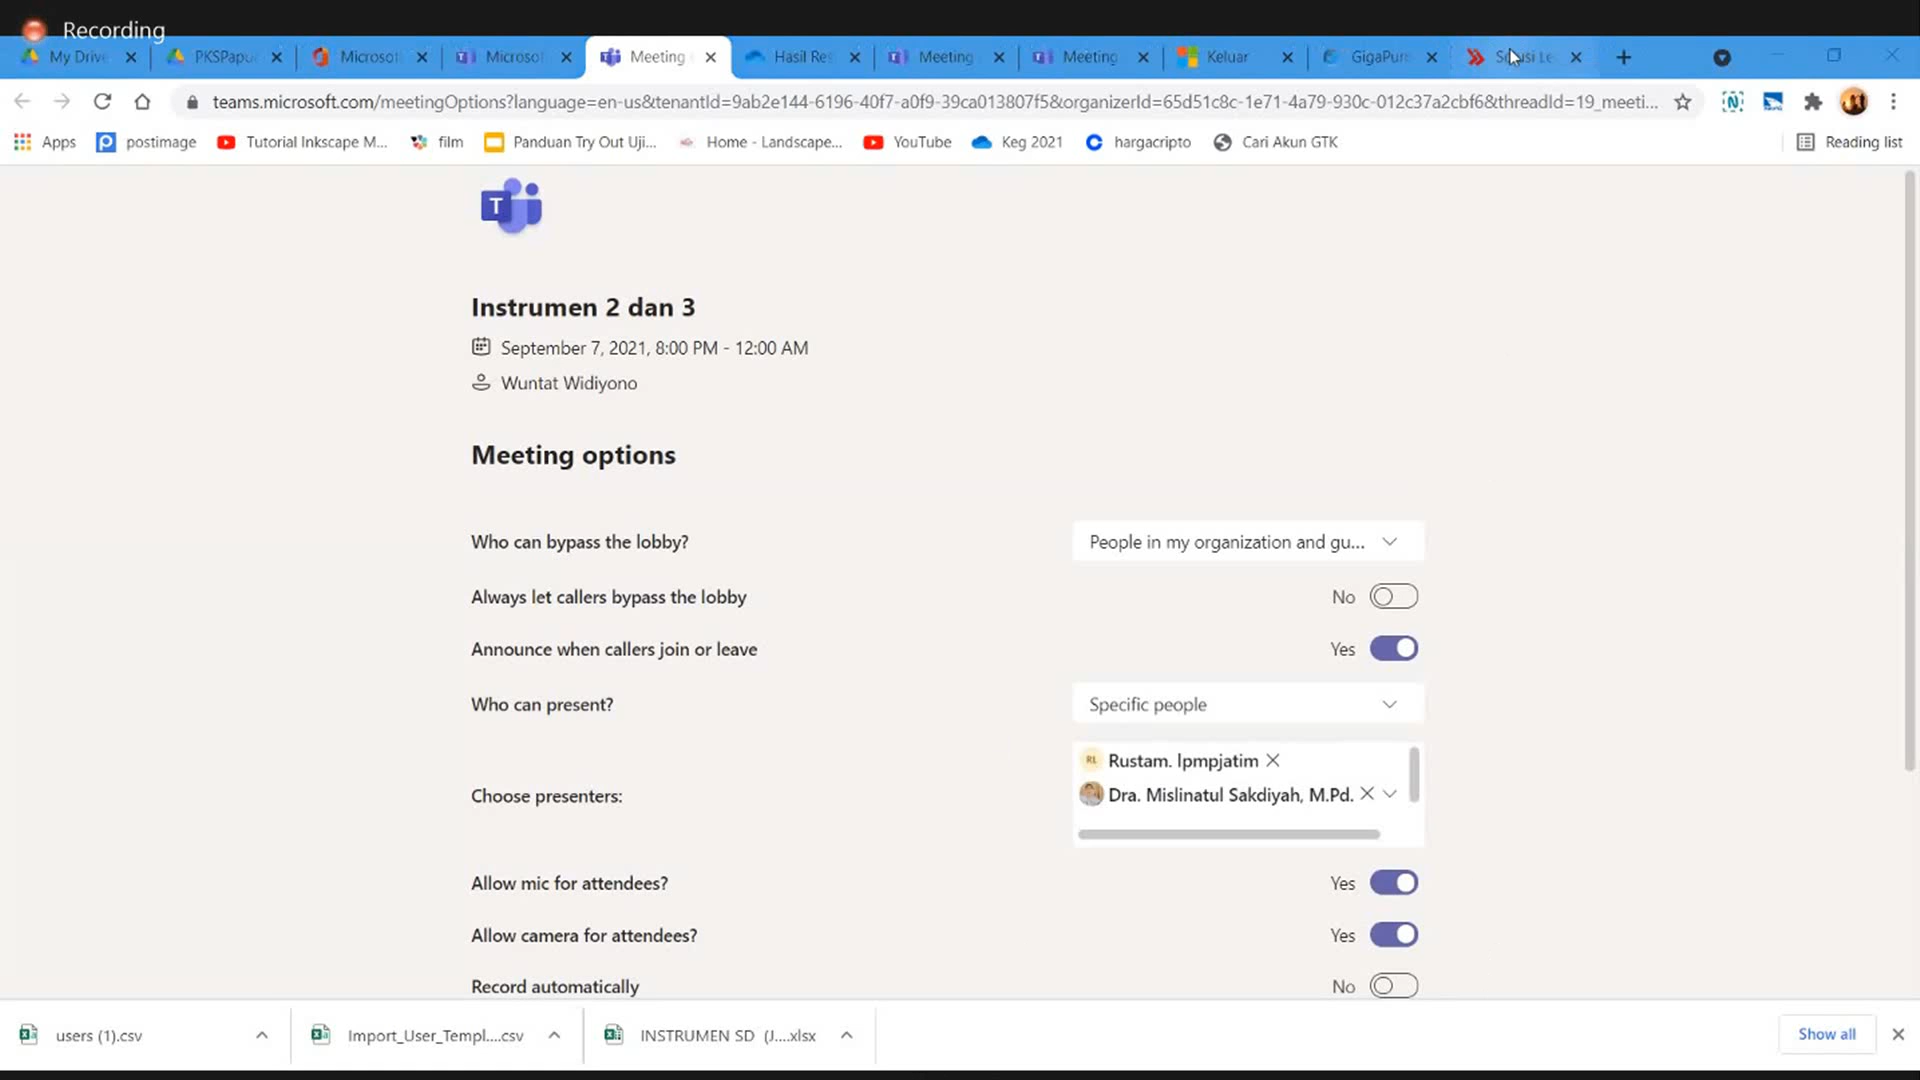 Recording
My Drive
PKSPapu
Microsof
Microsof
Meeting
Hasil Res
Meeting
Meeting
Keluar
GigaPur
teams.microsoft.com/meetingOptions?language=en-us&tenantId=9ab2e144-6196-40f7-a0f9-39ca013807f5&organizerId=65d51c8c-1e71-4a79-930c-012c37a2cbf6&threadId=19_meeti...
Apps
postimage
Tutorial Inkscape M...
film
Panduan Try Out Uji...
Home - Landscape...
YouTube
Keg 2021
hargacripto
Cari Akun GTK
Reading list
T
Instrumen 2 dan 3
September 7, 2021, 8:00 PM - 12:00 AM
Wuntat Widiyono
Meeting options
Who can bypass the lobby?
People in my organization and gu...
Always let callers bypass the lobby
No
Announce when callers join or leave
Yes
Who can present?
Specific people
Choose presenters:
RL Rustam. lpmpjatim
Dra. Mislinatul Sakdiyah, M.Pd.
Allow mic for attendees?
Yes
Allow camera for attendees?
Yes
Record automatically
No
users (1).csv
Import_User_Templ....csv
INSTRUMEN SD (J....xlsx
Show all